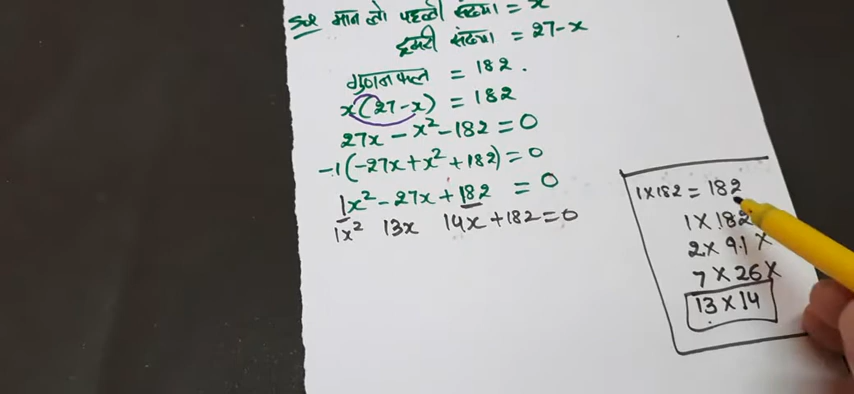 हल मान लो पहली संख्या = x
दूसरी संख्या = 27-x
गुणनफल = 182.
x(27-x) = 182
27x - x² - 182 = 0
-1(-27x + x² + 182) = 0
1x² - 27x + 182 = 0
1x² 13x 14x + 182 = 0
1 X 182 = 182
1 X 182
2 X 91 X
7 X 26 X
13 X 14